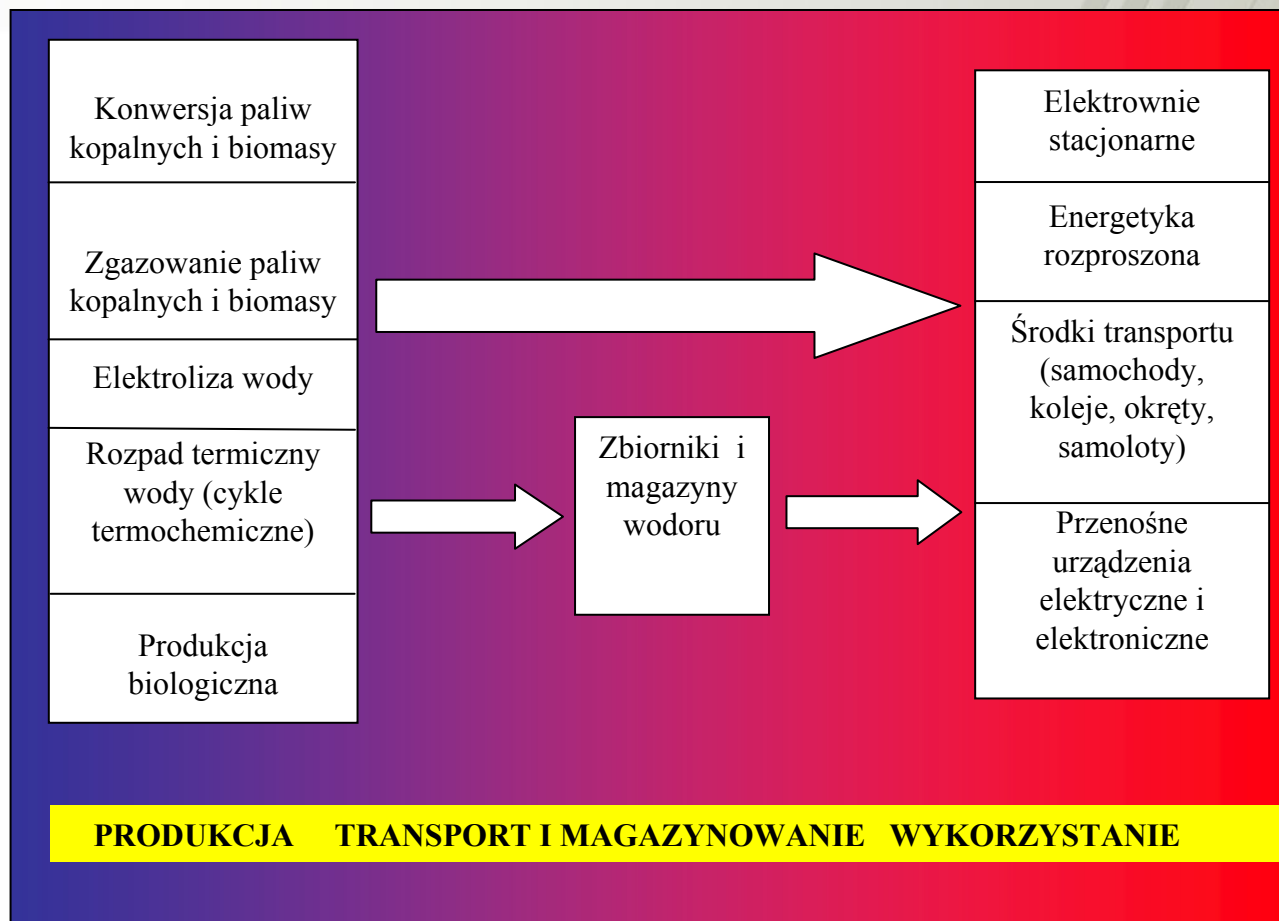 Konwersja paliw
kopalnych i biomasy
Zgazowanie paliw
kopalnych i biomasy
Elektroliza wody
Rozpad termiczny
wody (cykle
termochemiczne)
Produkcja
biologiczna
Zbiorniki i
magazyny
wodoru
Elektrownie
stacjonarne
Energetyka
rozproszona
Środki transportu
(samochody,
koleje, okręty,
samoloty)
Przenośne
urządzenia
elektryczne i
elektroniczne
PRODUKCJA TRANSPORT I MAGAZYNOWANIE WYKORZYSTANIE